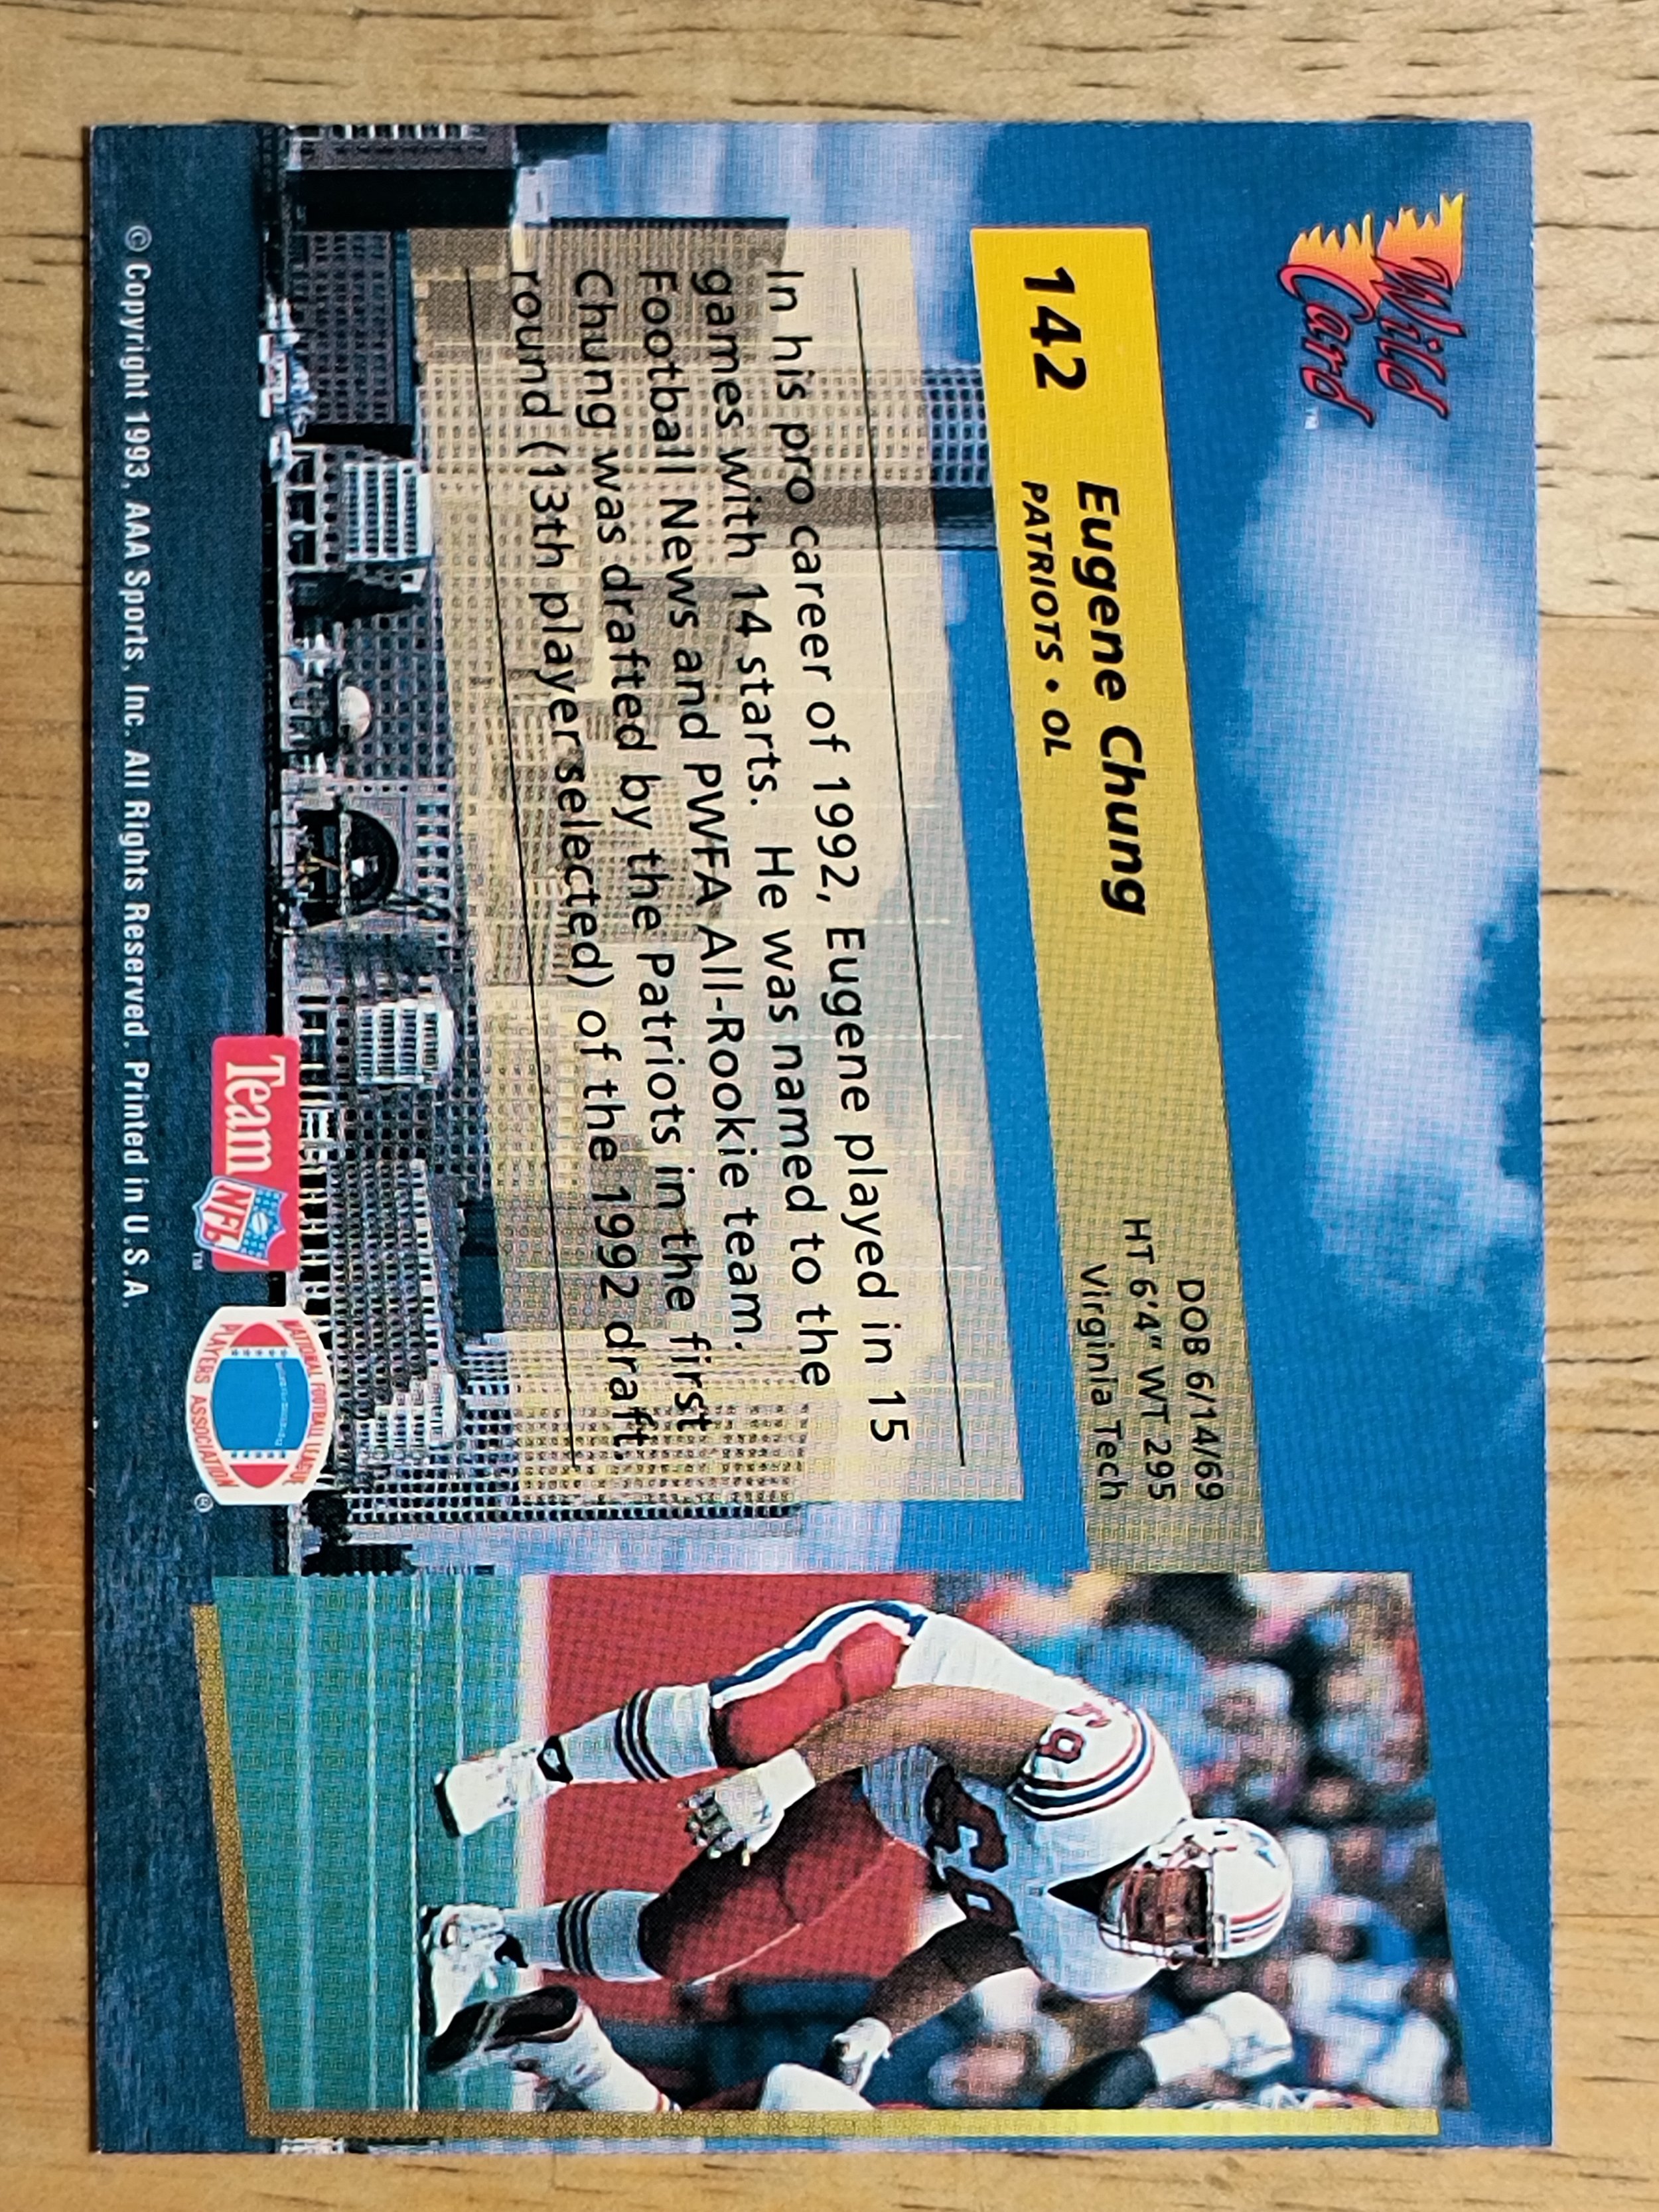 Wild
Card
™
142
Eugene Chung
PATRIOTS • OL
DOB 6/14/69
HT 6'4" WT 295
Virginia Tech
In his pro career of 1992, Eugene played in 15
games with 14 starts. He was named to the
Football News and PWFA All-Rookie team.
Chung was drafted by the Patriots in the first
round (13th player selected) of the 1992 draft.
69
69
Team
NFL
™
NATIONAL FOOTBALL LEAGUE
PLAYERS ASSOCIATION
®
© Copyright 1993, AAA Sports, Inc. All Rights Reserved. Printed in U.S.A.